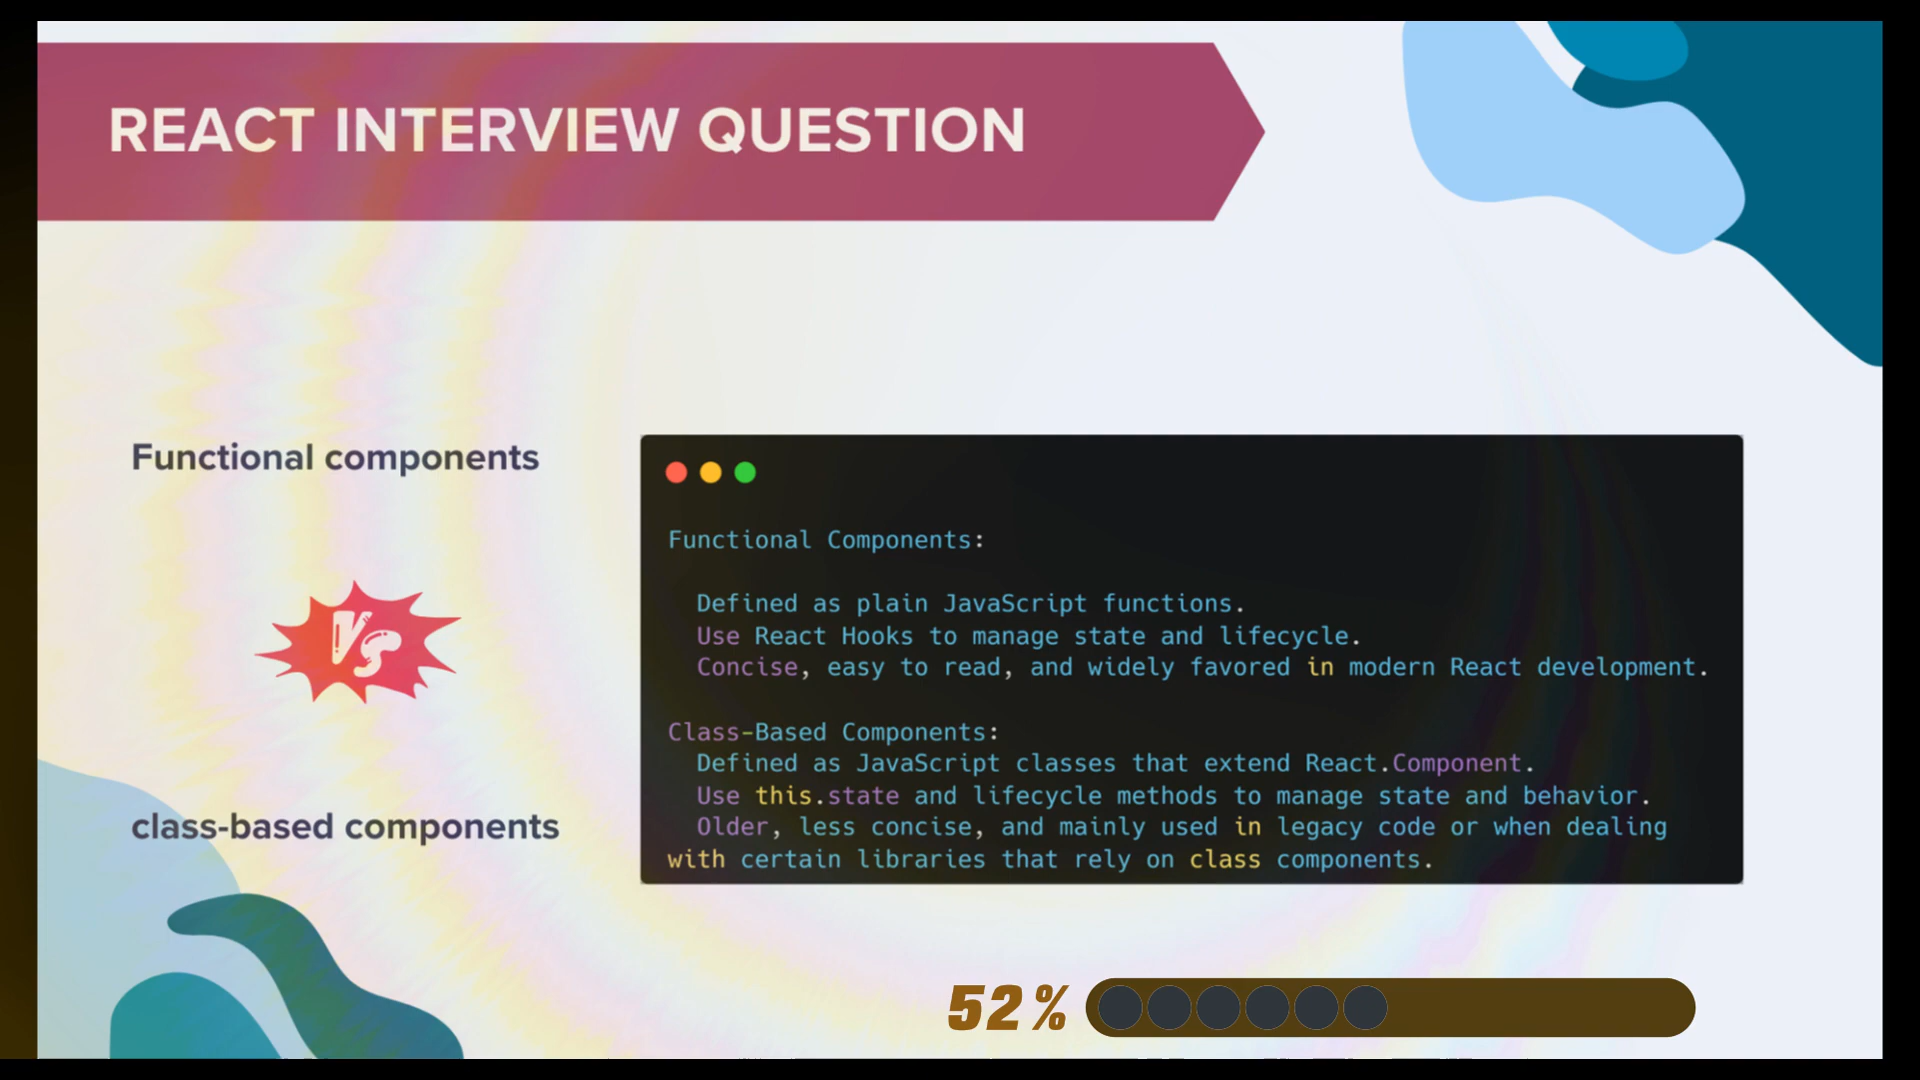 REACT INTERVIEW QUESTION
Functional components
VS
class-based components
Functional Components:
Defined as plain JavaScript functions.
Use React Hooks to manage state and lifecycle.
Concise, easy to read, and widely favored in modern React development.
Class-Based Components:
Defined as JavaScript classes that extend React.Component.
Use this.state and lifecycle methods to manage state and behavior.
Older, less concise, and mainly used in legacy code or when dealing
with certain libraries that rely on class components.
52%